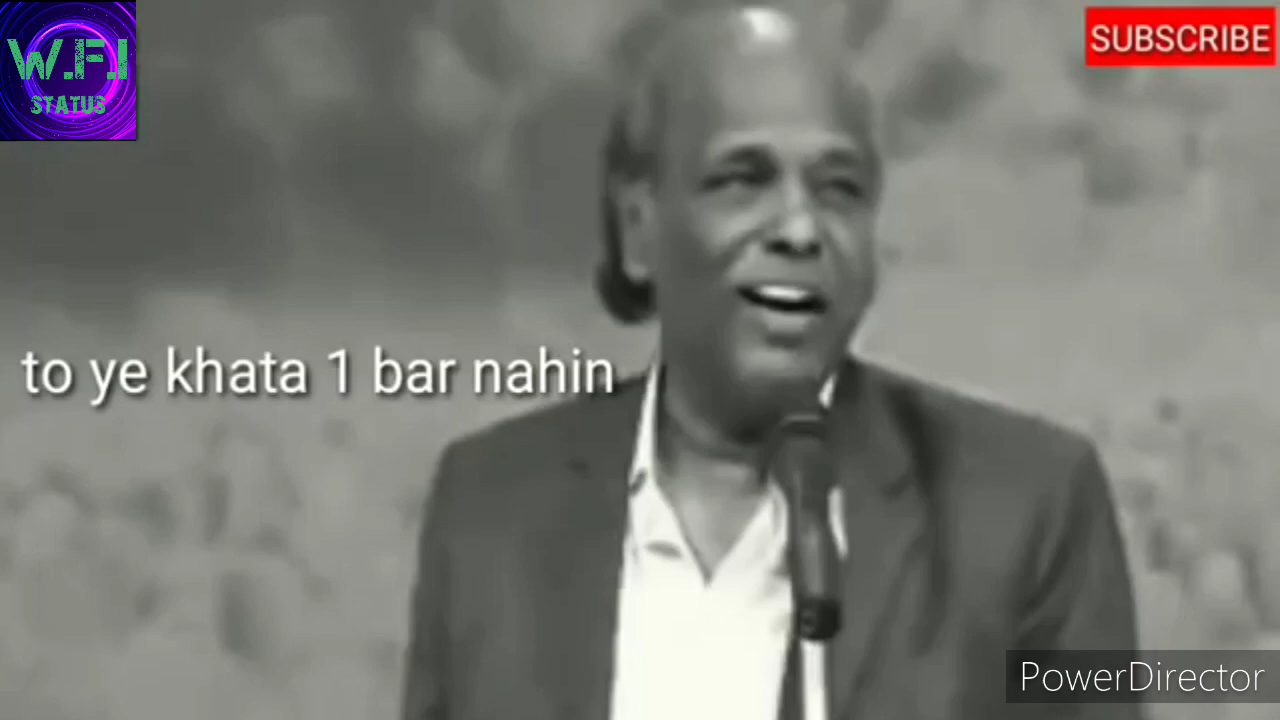 W.F.I
STATUS
SUBSCRIBE
to ye khata 1 bar nahin
PowerDirector